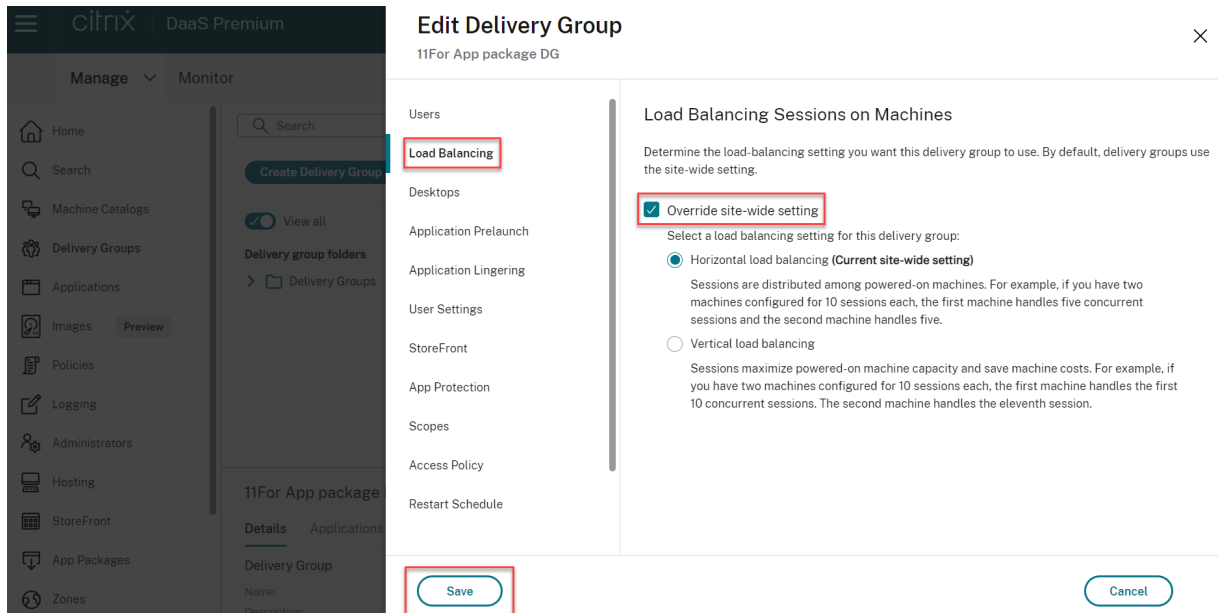 citrix | DaaS Premium
Manage
Monitor
Home
Search
Machine Catalogs
Delivery Groups
Applications
Images Preview
Policies
Logging
Administrators
Hosting
StoreFront
App Packages
Zones
Search
Create Delivery Group
View all
Delivery group folders
Delivery Groups
11For App package
Details Applications
Delivery Group
Name:
Description:
Edit Delivery Group
11For App package DG
Users
Load Balancing
Desktops
Application Prelaunch
Application Lingering
User Settings
StoreFront
App Protection
Scopes
Access Policy
Restart Schedule
Load Balancing Sessions on Machines
Determine the load-balancing setting you want this delivery group to use. By default, delivery groups use
the site-wide setting.
Override site-wide setting
Select a load balancing setting for this delivery group:
Horizontal load balancing (Current site-wide setting)
Sessions are distributed among powered-on machines. For example, if you have two
machines configured for 10 sessions each, the first machine handles five concurrent
sessions and the second machine handles five.
Vertical load balancing
Sessions maximize powered-on machine capacity and save machine costs. For example, if
you have two machines configured for 10 sessions each, the first machine handles the first
10 concurrent sessions. The second machine handles the eleventh session.
Save
Cancel